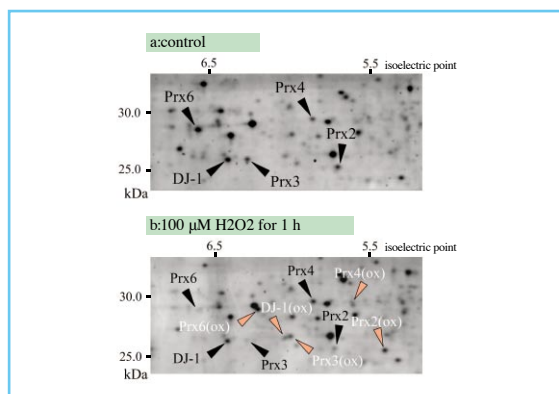 a:control
6.5 5.5 isoelectric point
Prx4
Prx6
30.0
Prx2
25.0
DJ-1 Prx3
kDa
b:100 μM H2O2 for 1 h
6.5 5.5 isoelectric point
Prx6 Prx4 Prx4(ox)
30.0
DJ-1(ox)
Prx6(ox) Prx2 Prx2(ox)
25.0
DJ-1 Prx3 Prx3(ox)
kDa